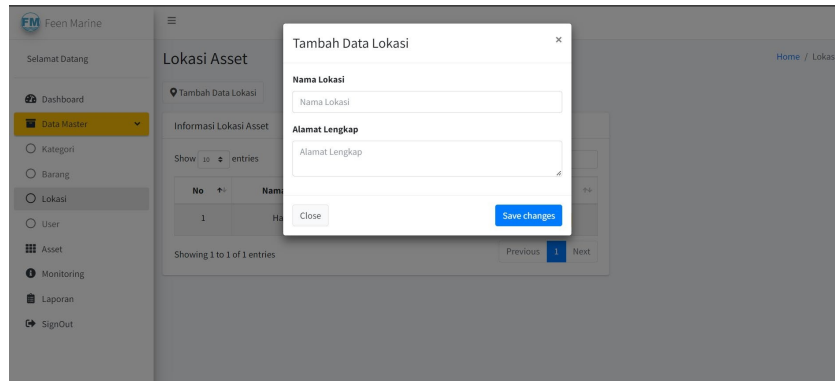 FM Feen Marine
Selamat Datang
Dashboard
Data Master
Kategori
Barang
Lokasi
User
Asset
Monitoring
Laporan
SignOut
Lokasi Asset
Home / Lokas
Tambah Data Lokasi
Informasi Lokasi Asset
Show 10 entries
No Nama
1 Ha
Showing 1 to 1 of 1 entries
Previous 1 Next
Tambah Data Lokasi ×
Nama Lokasi
Nama Lokasi
Alamat Lengkap
Alamat Lengkap
Close Save changes